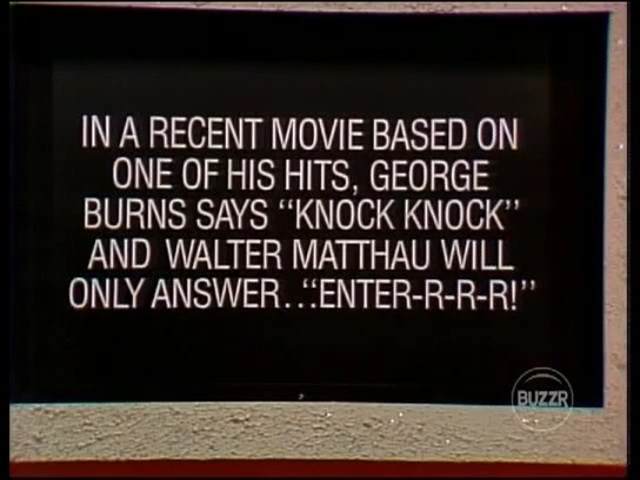 IN A RECENT MOVIE BASED ON
ONE OF HIS HITS, GEORGE
BURNS SAYS “KNOCK KNOCK”
AND WALTER MATTHAU WILL
ONLY ANSWER...“ENTER-R-R-R!”
BUZZR